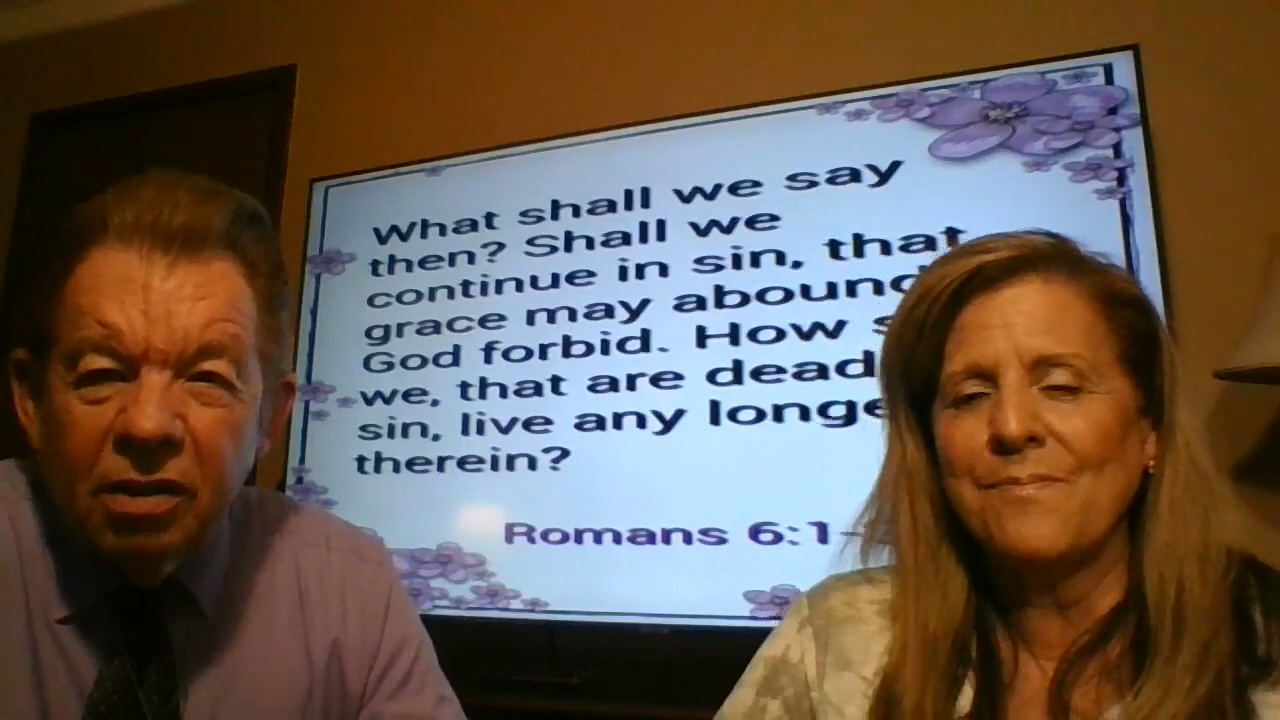 What shall we say
then? Shall we
continue in sin, that
grace may abound
God forbid. How
we, that are dead
sin, live any longe
therein?
Romans 6:1-